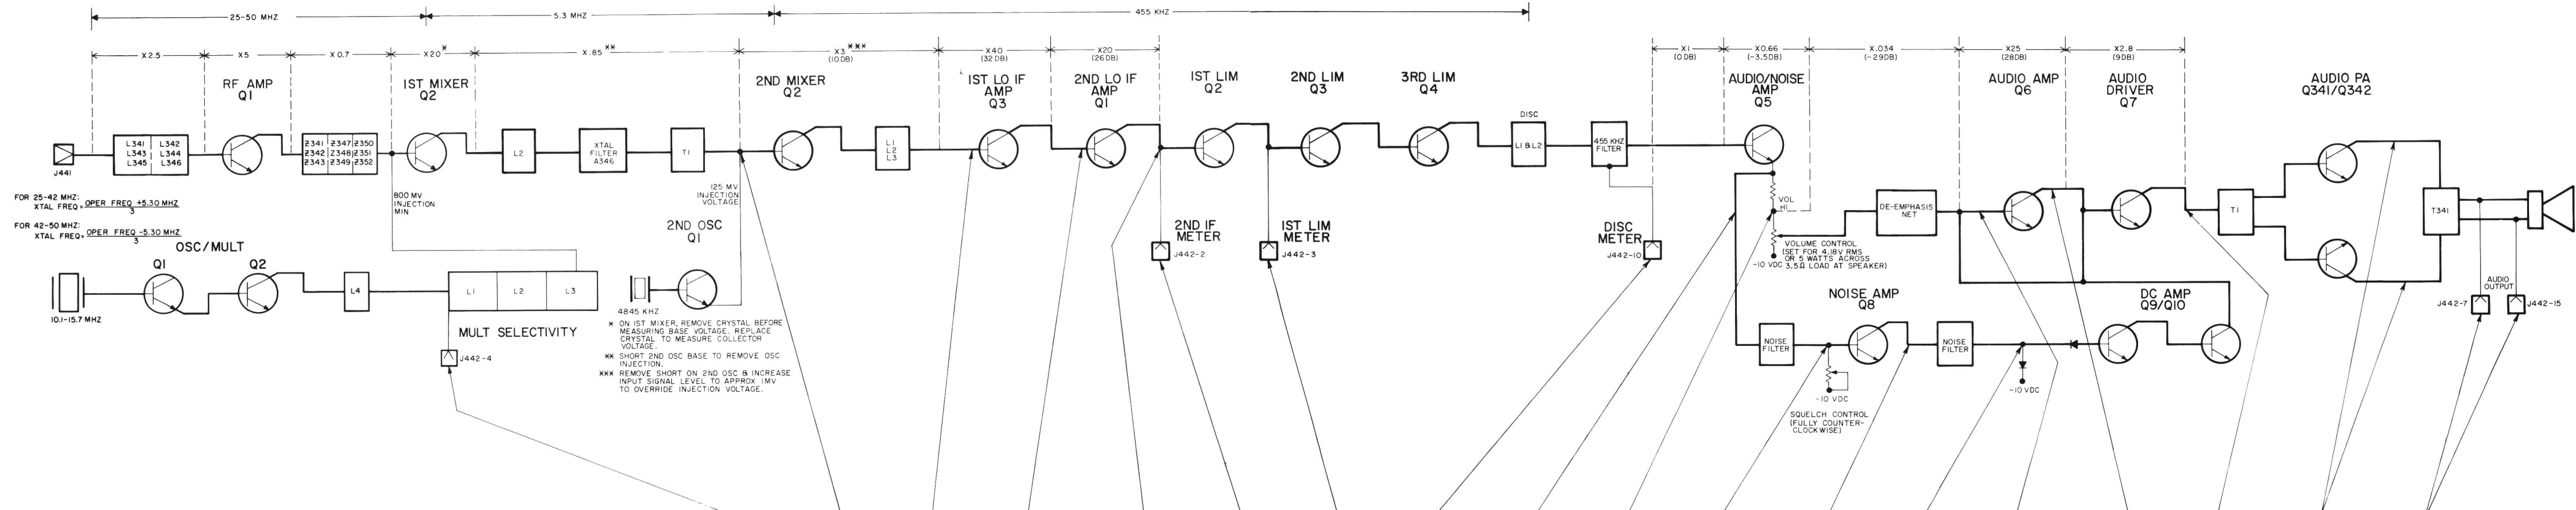 25-50 MHZ
5.3 MHZ
455 KHZ
X2.5
X5
X0.7
X20 *
X.85 **
X3 ***
(10DB)
X40
(32DB)
X20
(26DB)
X1
(0DB)
X0.66
(-3.5DB)
X.034
(-29DB)
X25
(28DB)
X2.8
(9DB)
RF AMP
Q1
1ST MIXER
Q2
2ND MIXER
Q2
1ST LO IF
AMP
Q3
2ND LO IF
AMP
Q1
1ST LIM
Q2
2ND LIM
Q3
3RD LIM
Q4
DISC
AUDIO/NOISE
AMP
Q5
AUDIO AMP
Q6
AUDIO
DRIVER
Q7
AUDIO PA
Q341/Q342
J441
L341 L342
L343 L344
L345 L346
Z341 Z347 Z350
Z342 Z348 Z351
Z343 Z349 Z352
L2
XTAL
FILTER
A346
T1
L1
L2
L3
L1 & L2
455 KHZ
FILTER
800 MV
INJECTION
MIN
125 MV
INJECTION
VOLTAGE
FOR 25-42 MHZ:
XTAL FREQ= OPER FREQ +5.30 MHZ
3
FOR 42-50 MHZ:
XTAL FREQ= OPER FREQ -5.30 MHZ
3
OSC/MULT
Q1
Q2
10.1-15.7 MHZ
L4
L1
L2
L3
MULT SELECTIVITY
J442-4
2ND OSC
Q1
4845 KHZ
* ON 1ST MIXER, REMOVE CRYSTAL BEFORE
MEASURING BASE VOLTAGE. REPLACE
CRYSTAL TO MEASURE COLLECTOR
VOLTAGE.
** SHORT 2ND OSC BASE TO REMOVE OSC
INJECTION.
*** REMOVE SHORT ON 2ND OSC & INCREASE
INPUT SIGNAL LEVEL TO APPROX 1MV
TO OVERRIDE INJECTION VOLTAGE.
2ND IF
METER
J442-2
1ST LIM
METER
J442-3
DISC
METER
J442-10
VOL
HI
VOLUME CONTROL
(SET FOR 4.18V RMS
OR 5 WATTS ACROSS
3.5Ω LOAD AT SPEAKER)
-10 VDC
DE-EMPHASIS
NET
T1
T341
AUDIO
OUTPUT
J442-7
J442-15
NOISE AMP
Q8
DC AMP
Q9/Q10
NOISE
FILTER
NOISE
FILTER
-10 VDC
-10 VDC
SQUELCH CONTROL
(FULLY COUNTER-
CLOCKWISE)